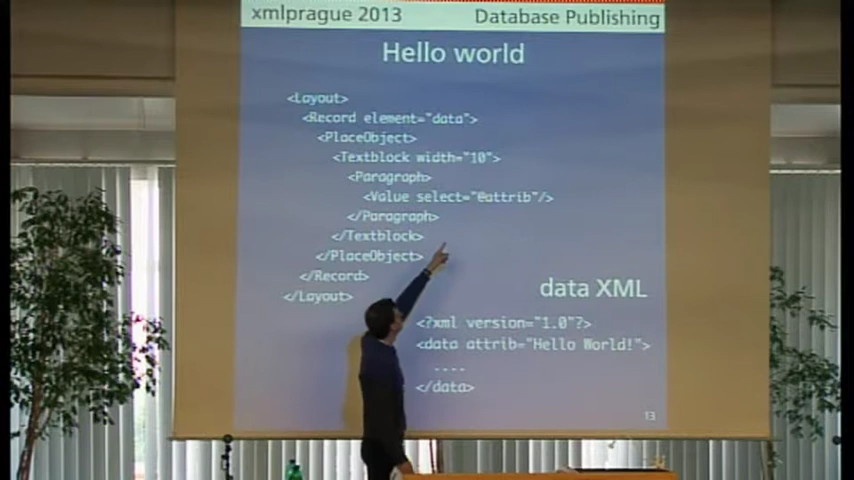 xmlprague 2013 Database Publishing
Hello world
<Layout>
<Record element="data">
<PlaceObject>
<Textblock width="10">
<Paragraph>
<Value select="@attrib"/>
</Paragraph>
</Textblock>
</PlaceObject>
</Record>
</Layout>
data XML
<?xml version="1.0"?>
<data attrib="Hello World!">
....
</data>
13